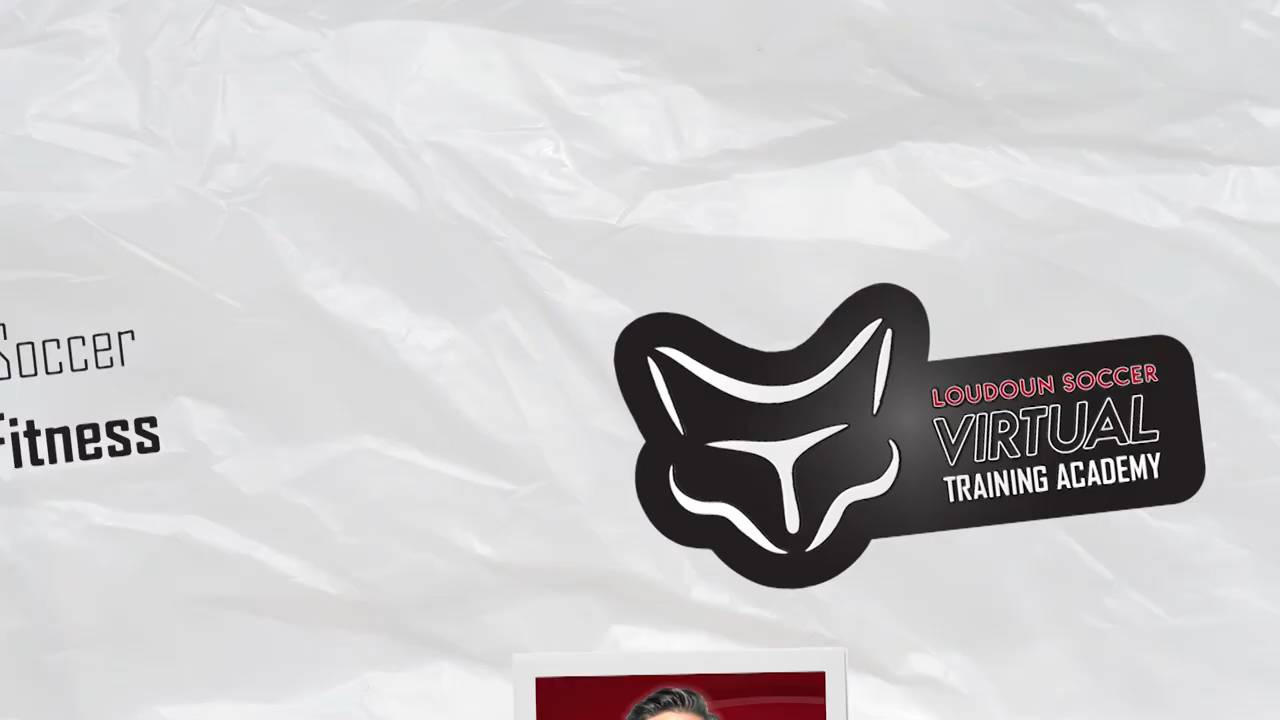 Soccer
Fitness
LOUDOUN SOCCER
VIRTUAL
TRAINING ACADEMY